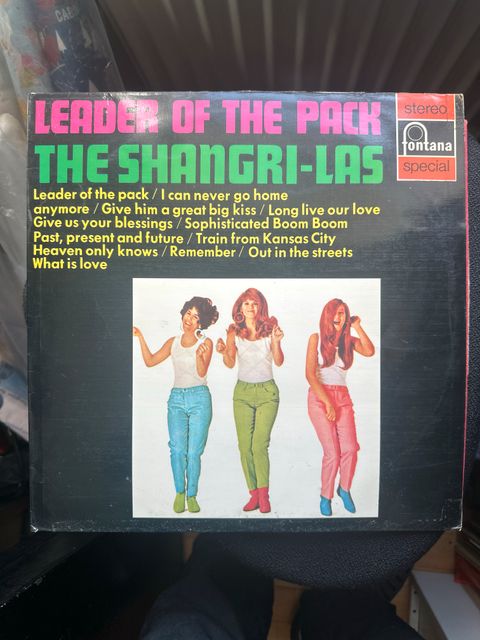 LEADER OF THE PACK
THE SHANGRI-LAS
stereo
fontana
special
Leader of the pack / I can never go home
anymore / Give him a great big kiss / Long live our love
Give us your blessings / Sophisticated Boom Boom
Past, present and future / Train from Kansas City
Heaven only knows / Remember / Out in the streets
What is love